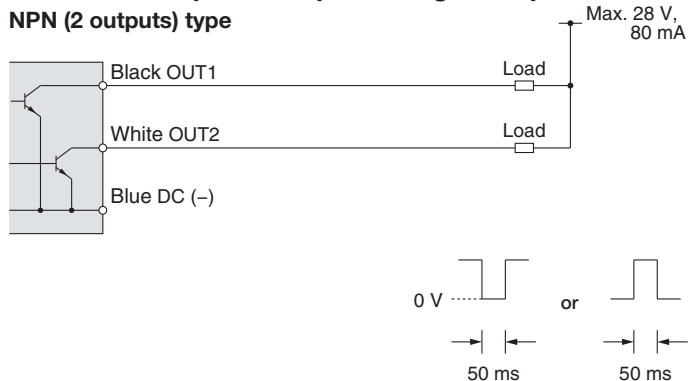 NPN (2 outputs) type
Max. 28 V,
80 mA
Black OUT1
Load
White OUT2
Load
Blue DC (−)
0 V
or
50 ms
50 ms